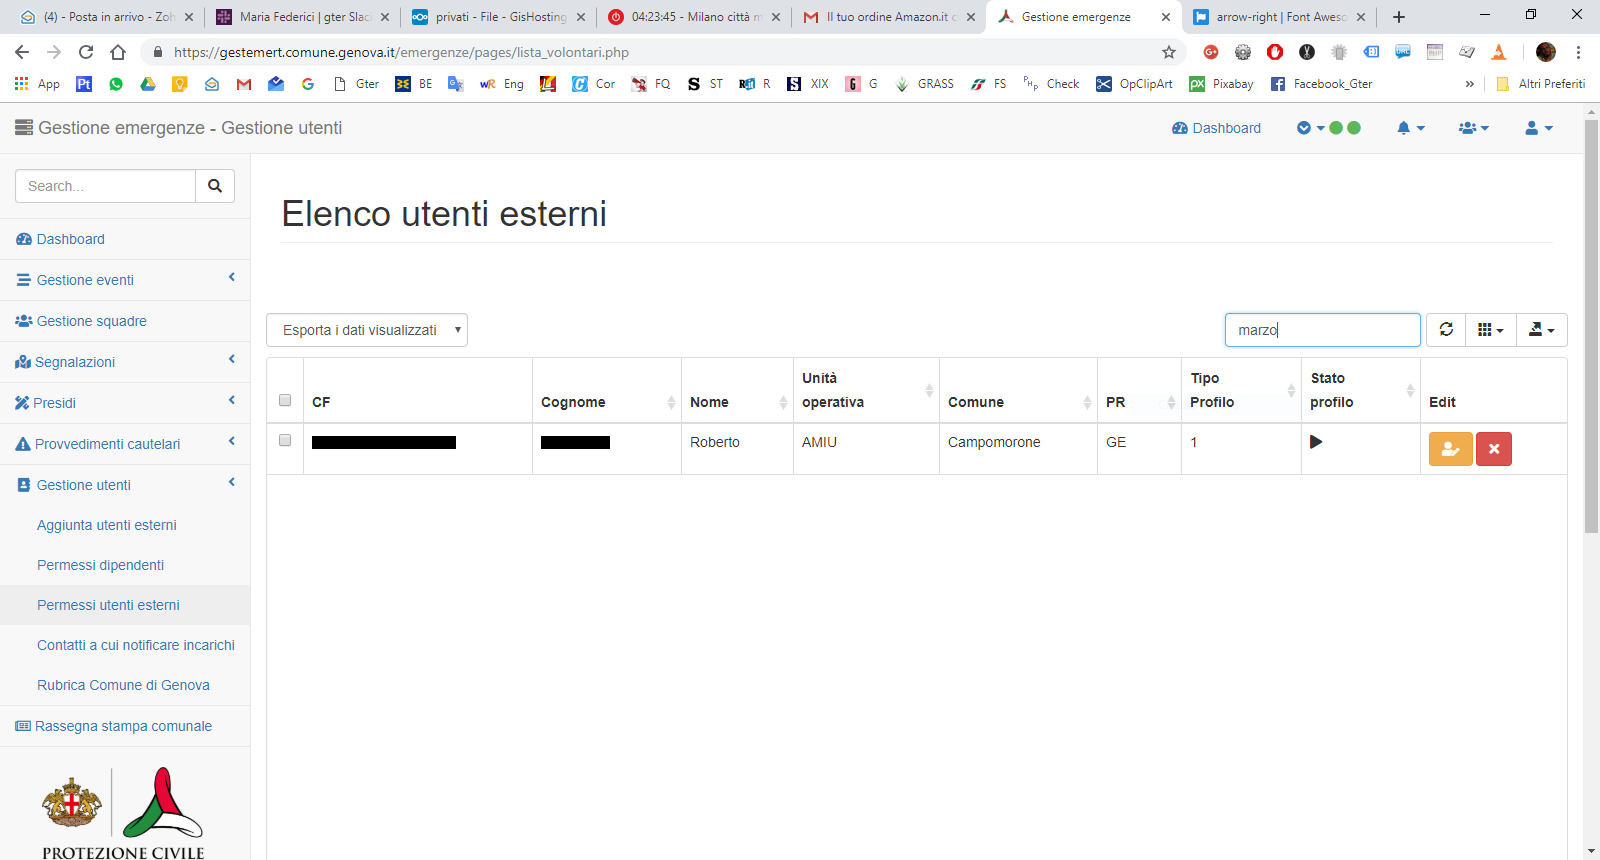 (4) - Posta in arrivo - Zoh
Maria Federici | gter Slac
privati - File - GisHosting
04:23:45 - Milano città m
Il tuo ordine Amazon.it c
Gestione emergenze
arrow-right | Font Aweso
https://gestemert.comune.genova.it/emergenze/pages/lista_volontari.php
App
Pt
Gter
BE
wR Eng
Cor
FQ
S ST
R
XIX
G G
GRASS
FS
PHP Check
OpClipArt
px Pixabay
Facebook_Gter
»
Altri Preferiti
Gestione emergenze - Gestione utenti
Dashboard
Search...
Dashboard
Gestione eventi
Gestione squadre
Segnalazioni
Presidi
Provvedimenti cautelari
Gestione utenti
Aggiunta utenti esterni
Permessi dipendenti
Permessi utenti esterni
Contatti a cui notificare incarichi
Rubrica Comune di Genova
Rassegna stampa comunale
PROTEZIONE CIVILE
Elenco utenti esterni
Esporta i dati visualizzati
marzo
CF
Cognome
Nome
Unità
operativa
Comune
PR
Tipo
Profilo
Stato
profilo
Edit
Roberto
AMIU
Campomorone
GE
1